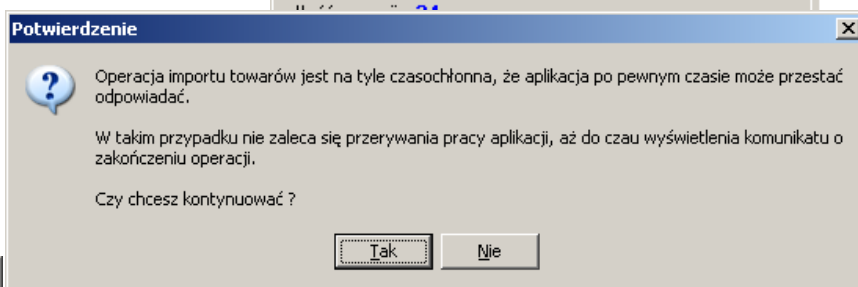 Potwierdzenie
Operacja importu towarów jest na tyle czasochłonna, że aplikacja po pewnym czasie może przestać
odpowiadać.
W takim przypadku nie zaleca się przerywania pracy aplikacji, aż do czau wyświetlenia komunikatu o
zakończeniu operacji.
Czy chcesz kontynuować ?
Tak
Nie